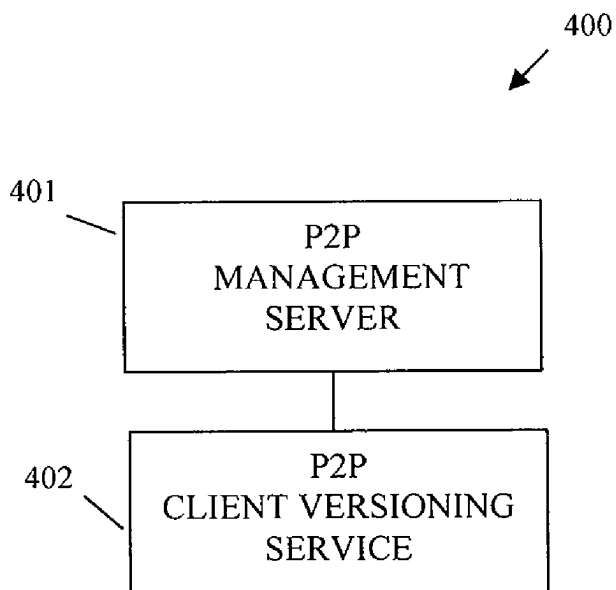 400
401
P2P
MANAGEMENT
SERVER
402
P2P
CLIENT VERSIONING
SERVICE